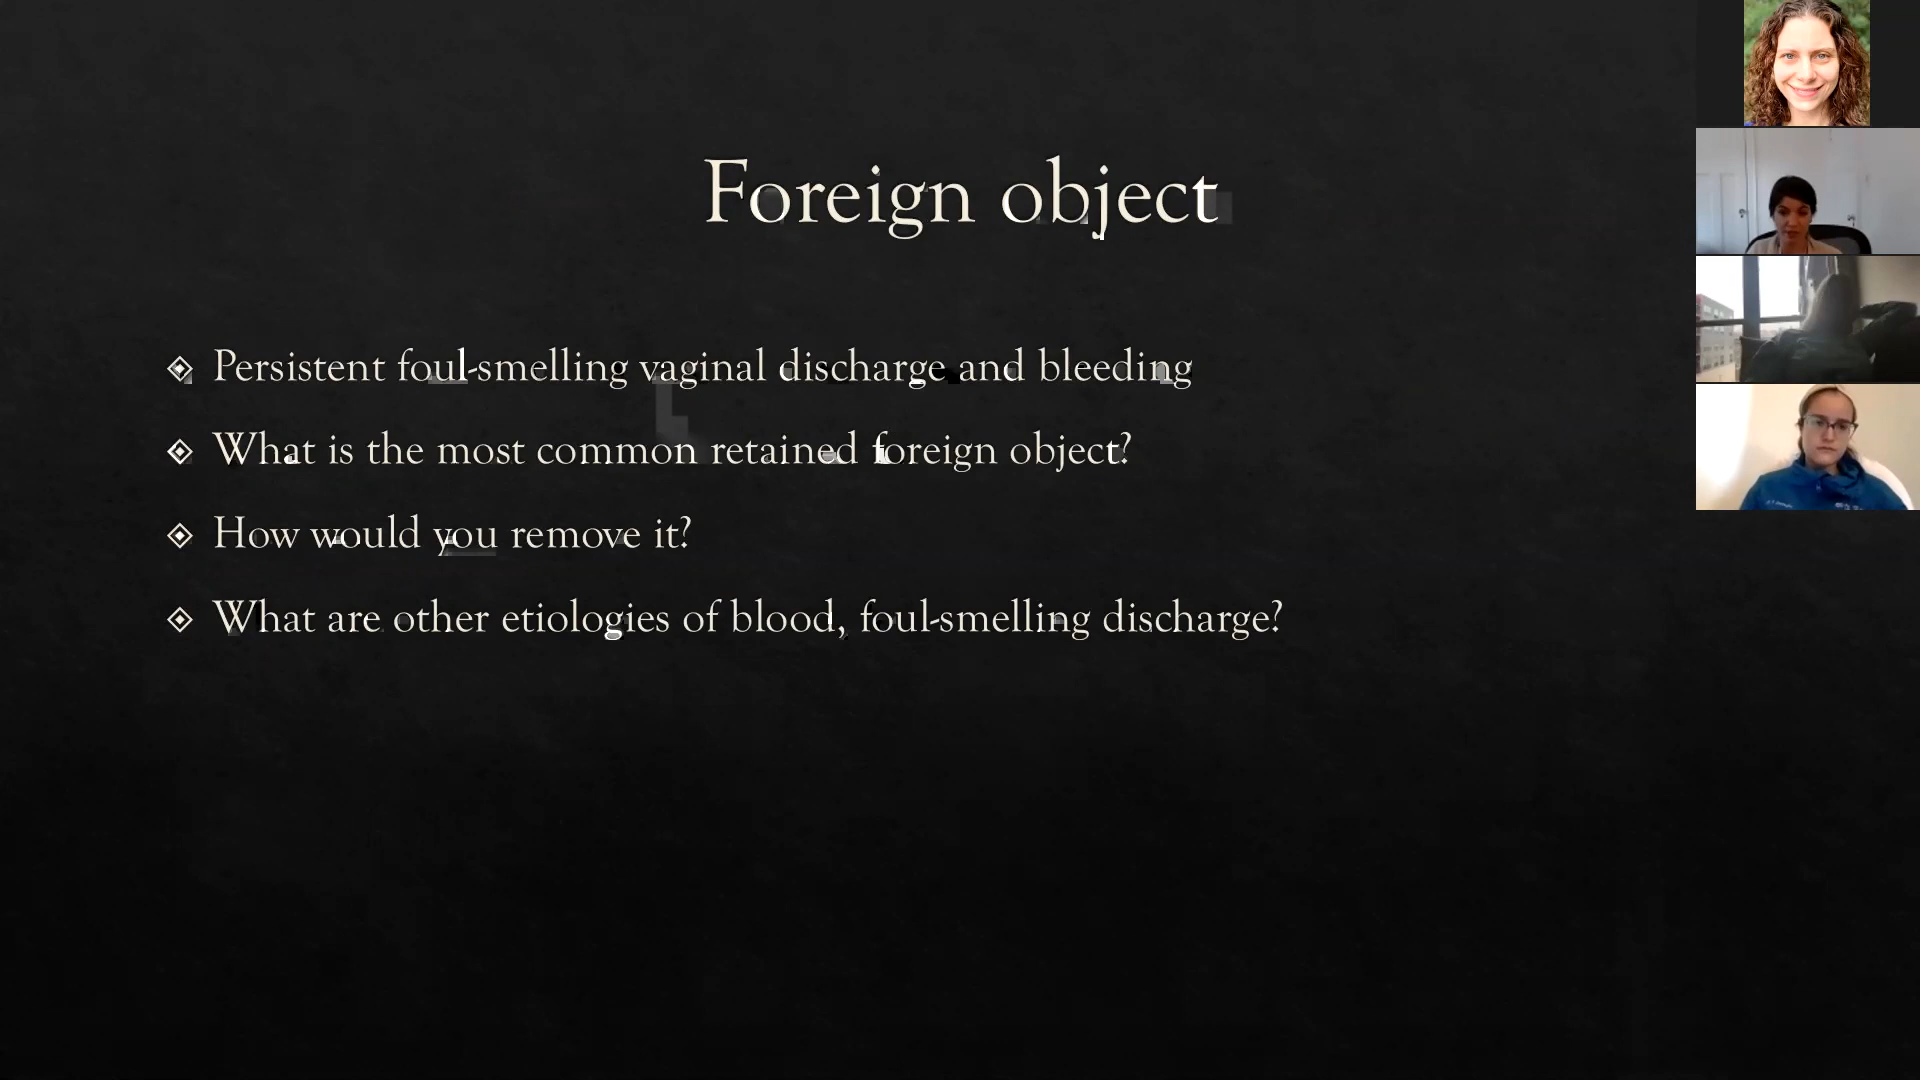 Foreign object
Persistent foul-smelling vaginal discharge and bleeding
What is the most common retained foreign object?
How would you remove it?
What are other etiologies of blood, foul-smelling discharge?